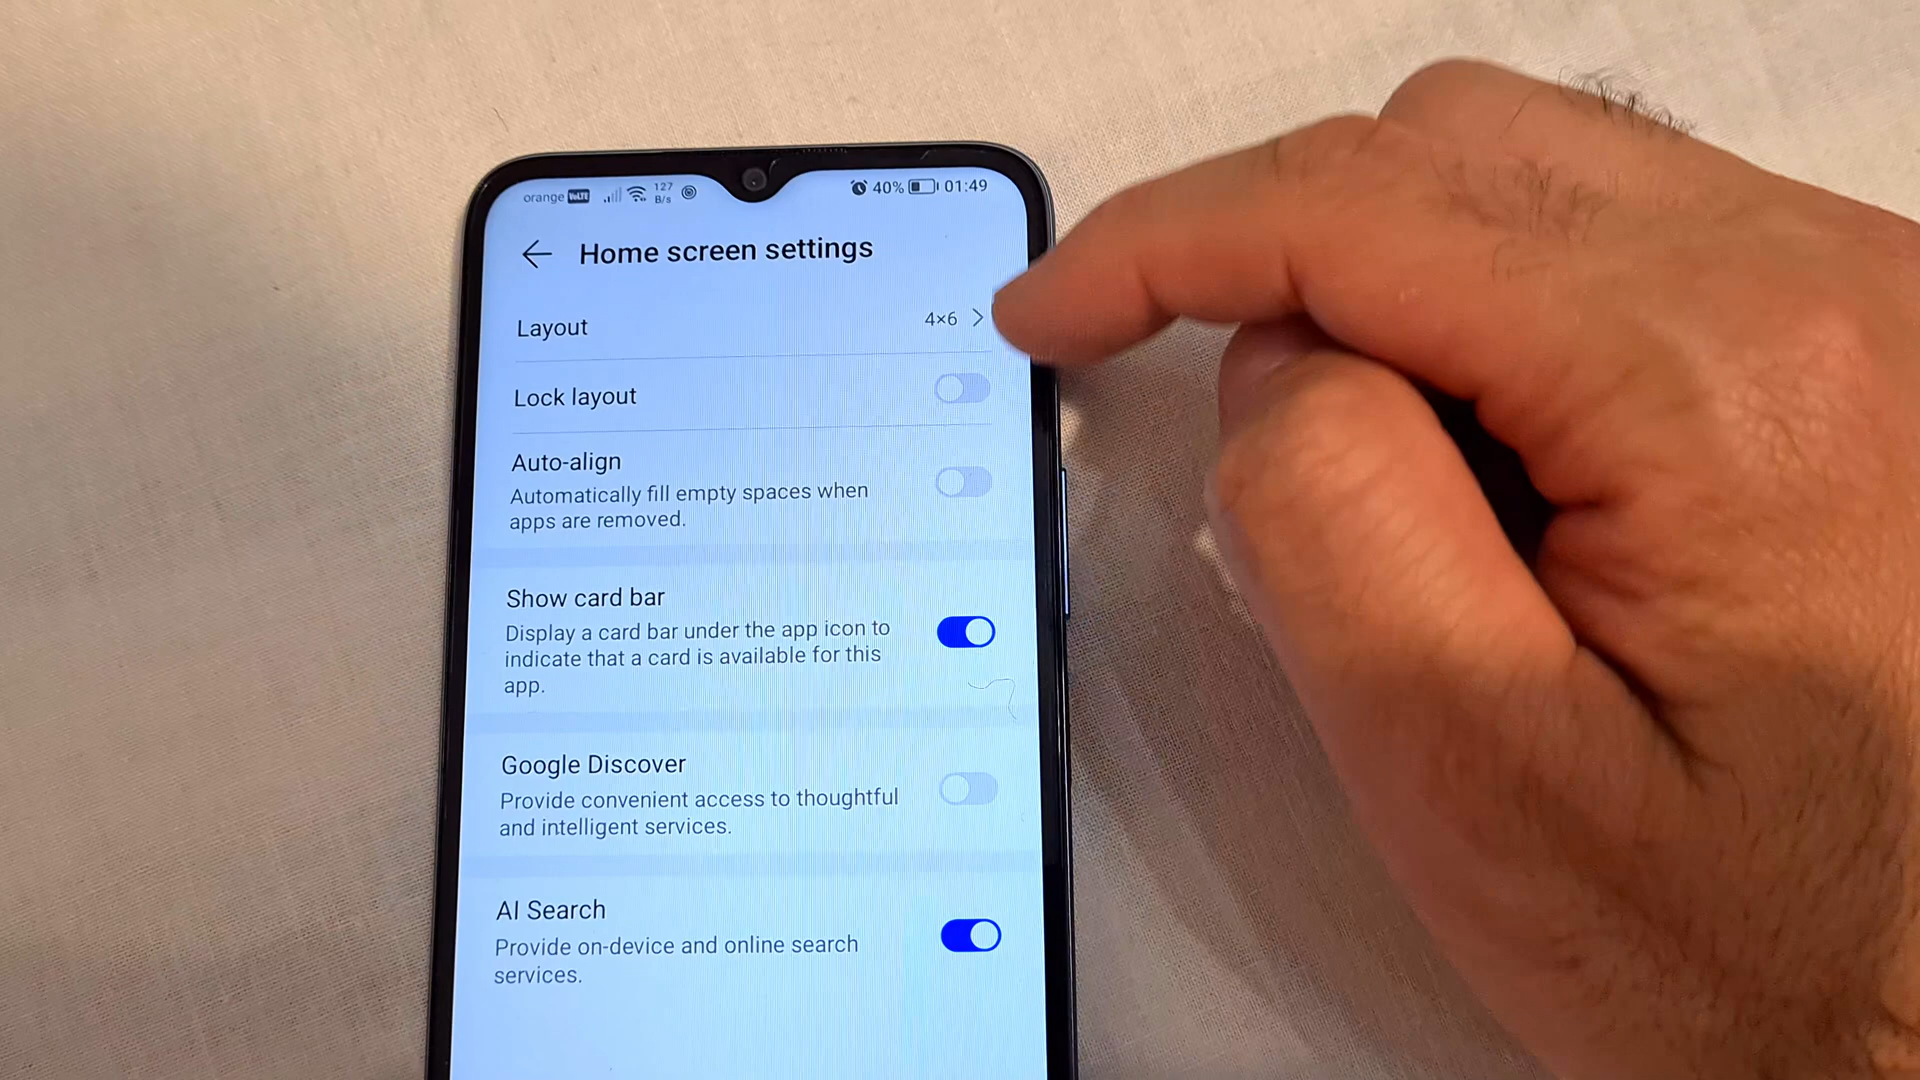 orange VoLTE 127 B/s 40% 01:49
Home screen settings
Layout 4×6
Lock layout
Auto-align
Automatically fill empty spaces when
apps are removed.
Show card bar
Display a card bar under the app icon to
indicate that a card is available for this
app.
Google Discover
Provide convenient access to thoughtful
and intelligent services.
AI Search
Provide on-device and online search
services.